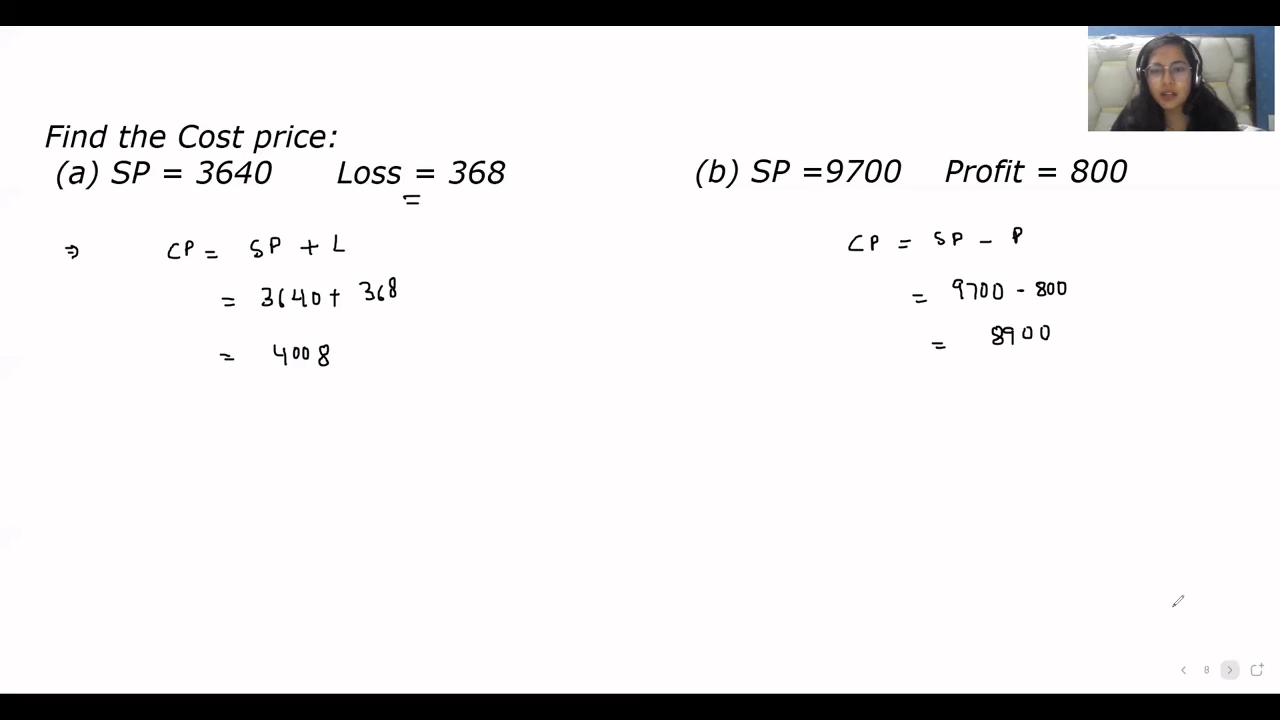 Find the Cost price:
(a) SP = 3640 Loss = 368
=
⇒ CP = SP + L
= 3640 + 368
= 4008
(b) SP =9700 Profit = 800
CP = SP - P
= 9700 - 800
= 8900
8